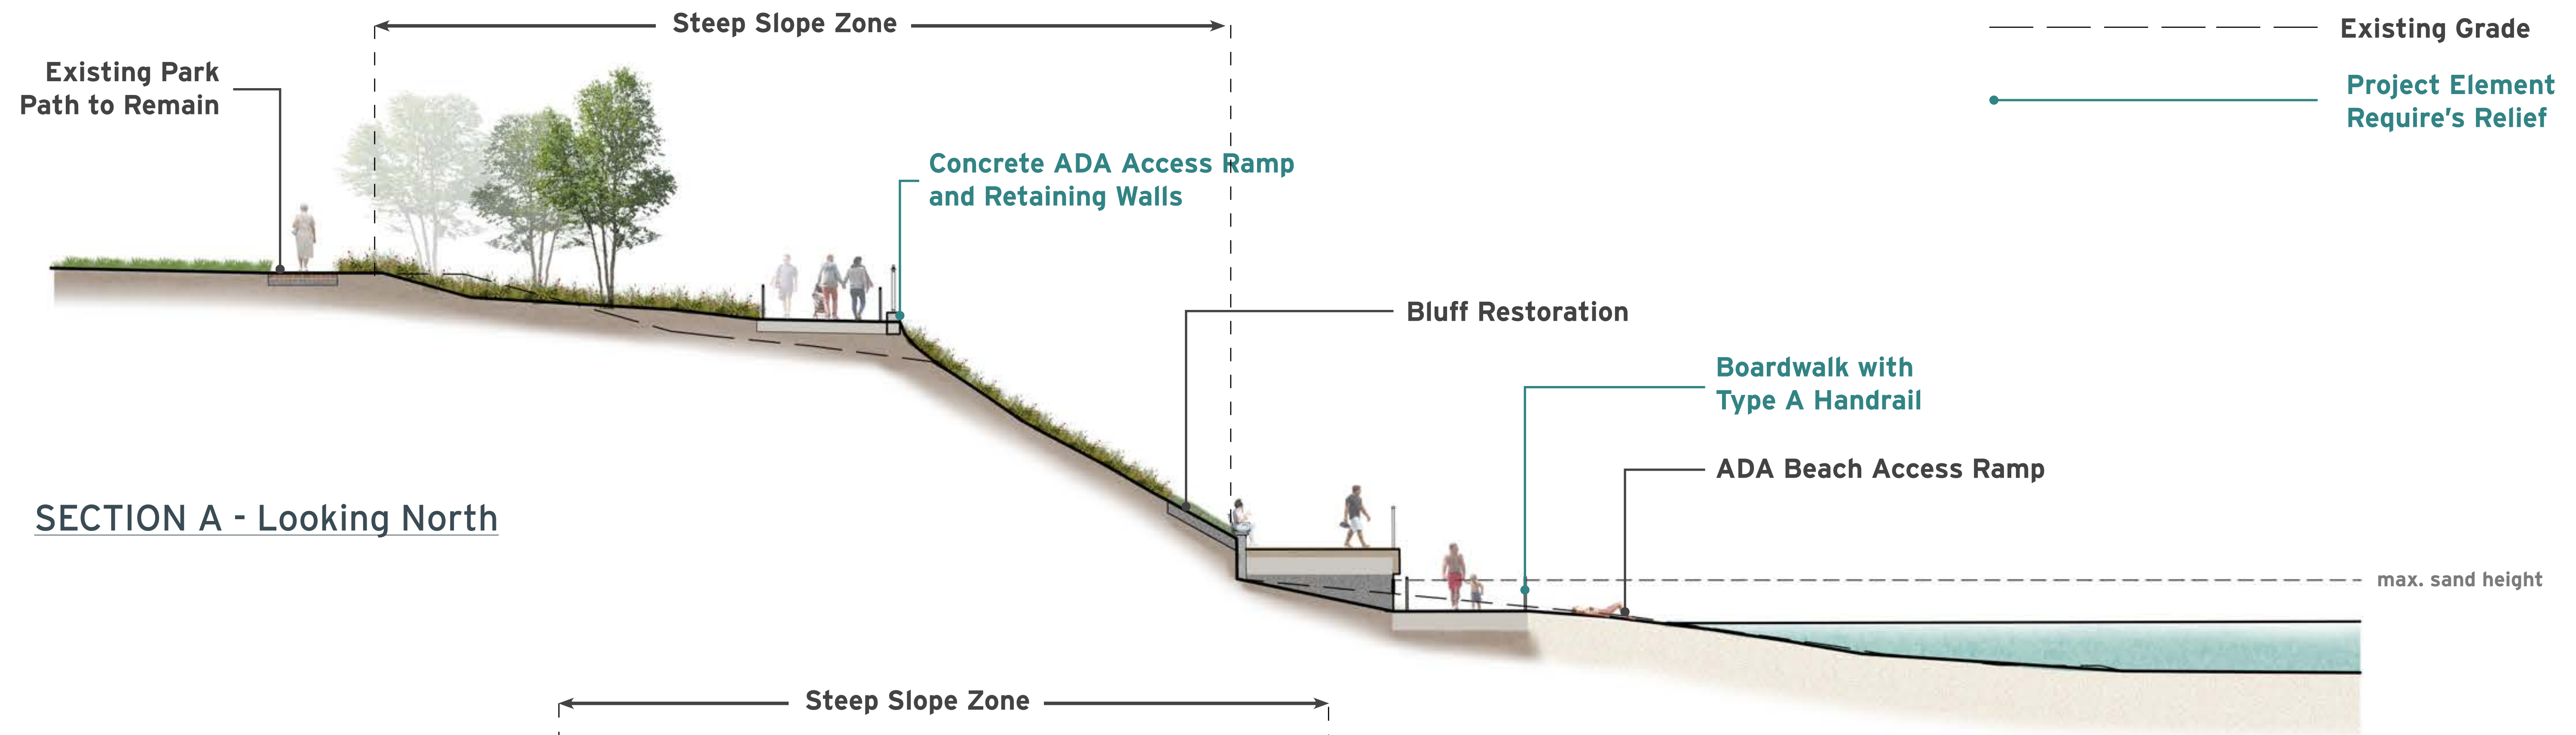 Steep Slope Zone
Existing Grade
Existing Park
Path to Remain
Project Element
Require's Relief
Concrete ADA Access Ramp
and Retaining Walls
Bluff Restoration
Boardwalk with
Type A Handrail
ADA Beach Access Ramp
SECTION A - Looking North
max. sand height
Steep Slope Zone